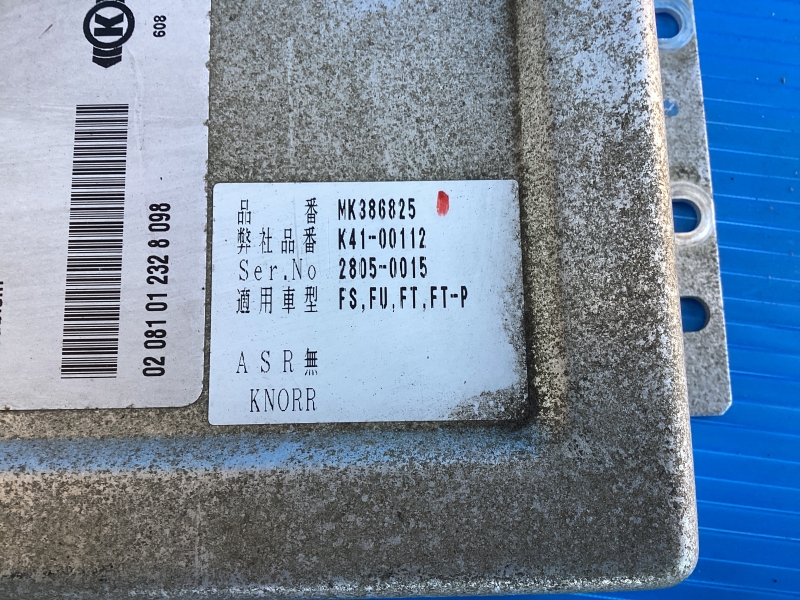 品 番 MK386825
弊社品番 K41-00112
Ser.No 2805-0015
適用車型 FS,FU,FT,FT-P
ASR無
KNORR
02 081 01 232 8 098
608
K